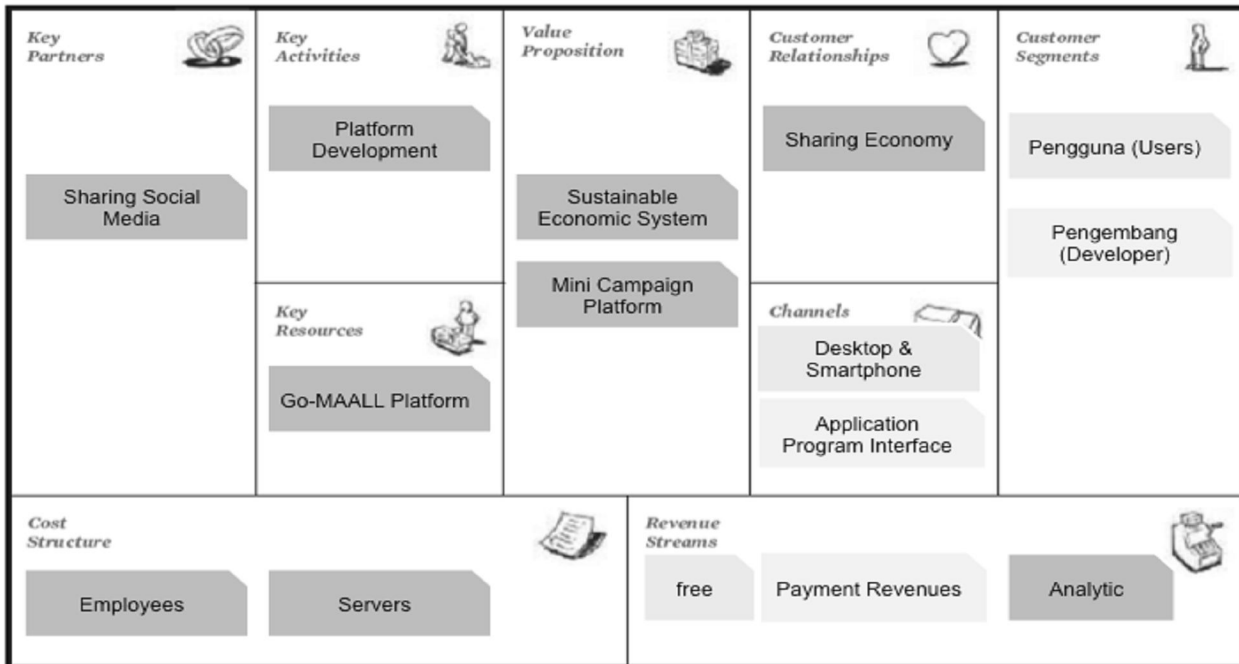 Key
Partners
Sharing Social
Media
Key
Activities
Platform
Development
Key
Resources
Go-MAALL Platform
Value
Proposition
Sustainable
Economic System
Mini Campaign
Platform
Customer
Relationships
Sharing Economy
Channels
Desktop &
Smartphone
Application
Program Interface
Customer
Segments
Pengguna (Users)
Pengembang
(Developer)
Cost
Structure
Employees
Servers
Revenue
Streams
free
Payment Revenues
Analytic